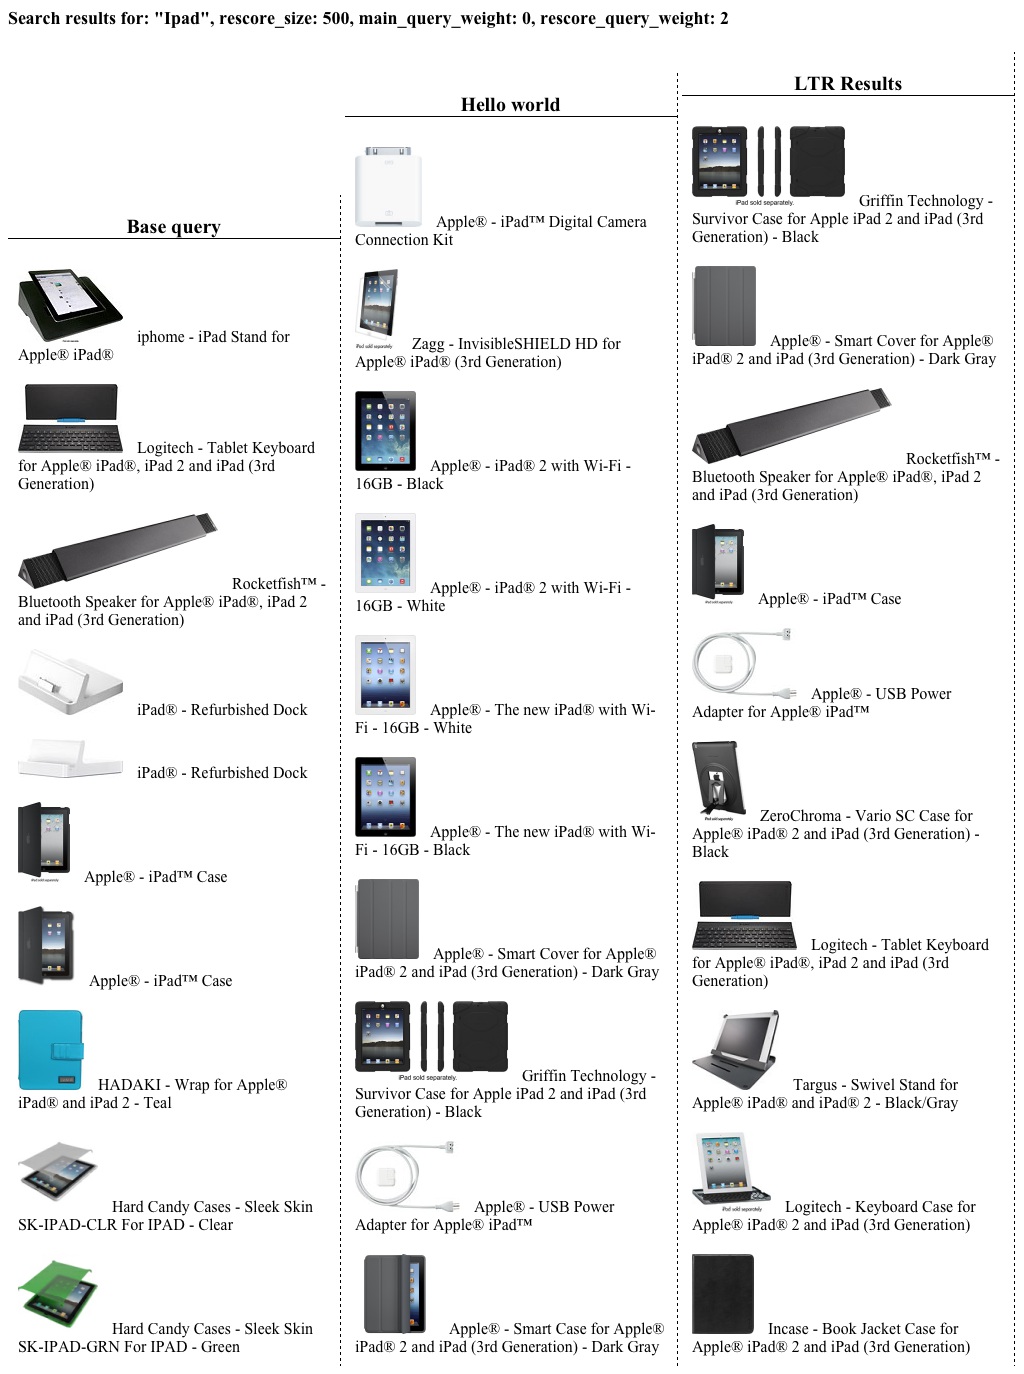 Search results for: "Ipad", rescore_size: 500, main_query_weight: 0, rescore_query_weight: 2
Base query
iphome - iPad Stand for
Apple® iPad®
Logitech - Tablet Keyboard
for Apple® iPad®, iPad 2 and iPad (3rd
Generation)
Rocketfish™ -
Bluetooth Speaker for Apple® iPad®, iPad 2
and iPad (3rd Generation)
iPad® - Refurbished Dock
iPad® - Refurbished Dock
Apple® - iPad™ Case
Apple® - iPad™ Case
HADAKI - Wrap for Apple®
iPad® and iPad 2 - Teal
Hard Candy Cases - Sleek Skin
SK-IPAD-CLR For IPAD - Clear
Hard Candy Cases - Sleek Skin
SK-IPAD-GRN For IPAD - Green
Hello world
Apple® - iPad™ Digital Camera
Connection Kit
iPad sold separately
Zagg - InvisibleSHIELD HD for
Apple® iPad® (3rd Generation)
Apple® - iPad® 2 with Wi-Fi -
16GB - Black
Apple® - iPad® 2 with Wi-Fi -
16GB - White
Apple® - The new iPad® with Wi-
Fi - 16GB - White
Apple® - The new iPad® with Wi-
Fi - 16GB - Black
Apple® - Smart Cover for Apple®
iPad® 2 and iPad (3rd Generation) - Dark Gray
iPad sold separately.
Griffin Technology -
Survivor Case for Apple iPad 2 and iPad (3rd
Generation) - Black
Apple® - USB Power
Adapter for Apple® iPad™
Apple® - Smart Case for Apple®
iPad® 2 and iPad (3rd Generation) - Dark Gray
LTR Results
iPad sold separately.
Griffin Technology -
Survivor Case for Apple iPad 2 and iPad (3rd
Generation) - Black
Apple® - Smart Cover for Apple®
iPad® 2 and iPad (3rd Generation) - Dark Gray
Rocketfish™ -
Bluetooth Speaker for Apple® iPad®, iPad 2
and iPad (3rd Generation)
Apple® - iPad™ Case
Apple® - USB Power
Adapter for Apple® iPad™
ZeroChroma - Vario SC Case for
Apple® iPad® 2 and iPad (3rd Generation) -
Black
Logitech - Tablet Keyboard
for Apple® iPad®, iPad 2 and iPad (3rd
Generation)
Targus - Swivel Stand for
Apple® iPad® and iPad® 2 - Black/Gray
iPad sold separately
Logitech - Keyboard Case for
Apple® iPad® 2 and iPad (3rd Generation)
Incase - Book Jacket Case for
Apple® iPad® 2 and iPad (3rd Generation)